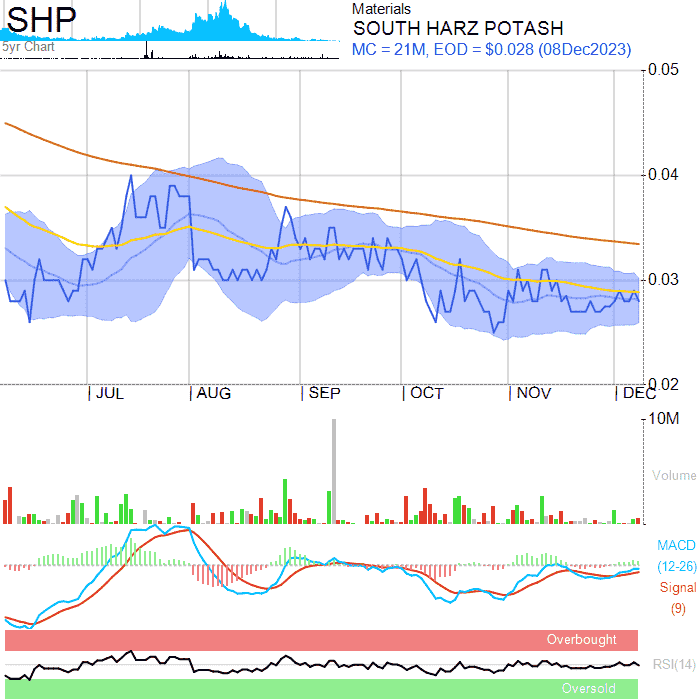 SHP
5yr Chart
Materials
SOUTH HARZ POTASH
MC = 21M, EOD = $0.028 (08Dec2023)
0.05
0.04
0.03
0.02
JUL AUG SEP OCT NOV DEC
10M
Volume
MACD
(12-26)
Signal
(9)
Overbought
RSI(14)
Oversold